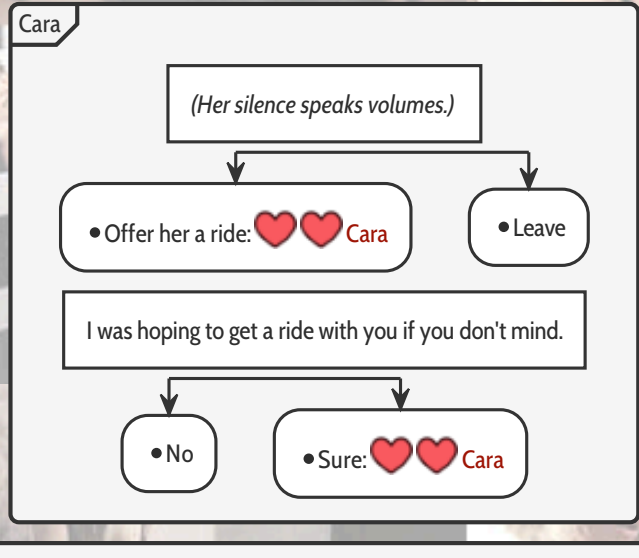 Cara
(Her silence speaks volumes.)
•Offer her a ride: Cara
•Leave
I was hoping to get a ride with you if you don't mind.
•No
•Sure: Cara